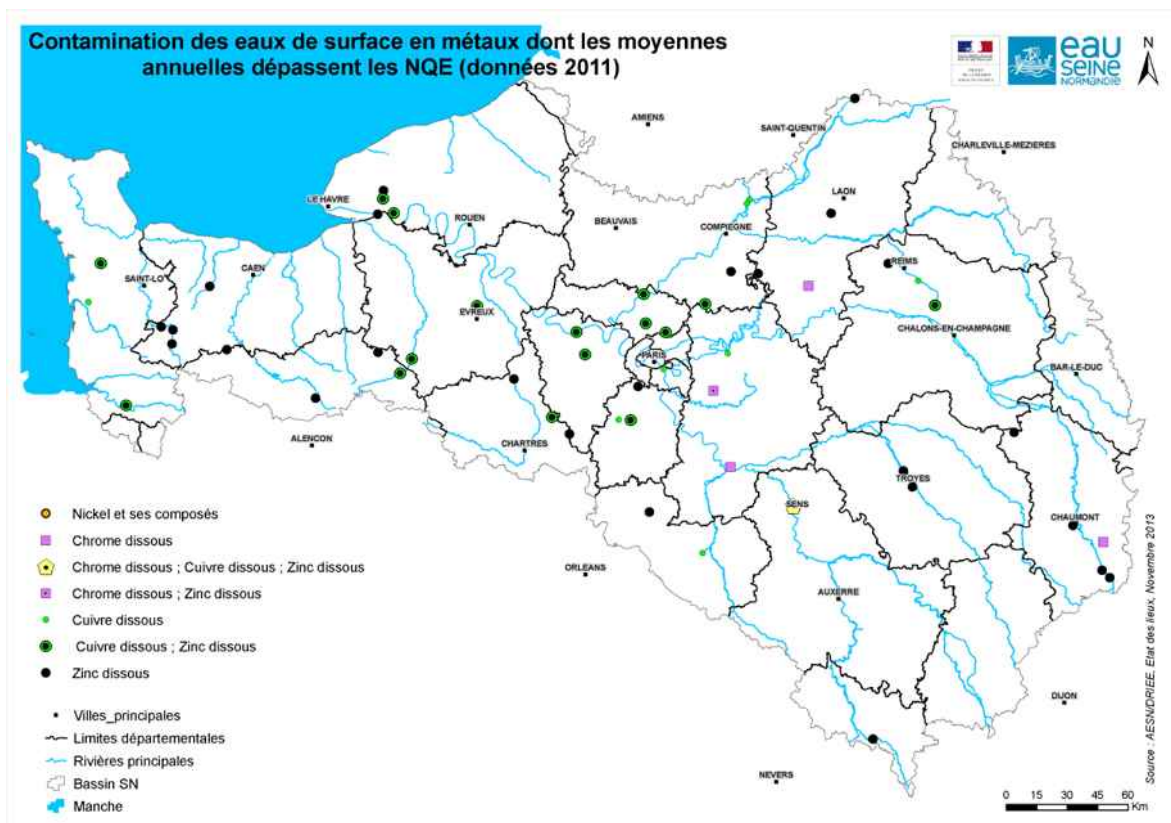 Contamination des eaux de surface en métaux dont les moyennes
annuelles dépassent les NQE (données 2011)
eau
SEINE
NORMANDIE
N
AMIENS
SAINT-QUENTIN
CHARLEVILLE-MEZIERES
LE HAVRE
ROUEN
BEAUVAIS
COMPIEGNE
LAON
SAINT-LO
CAEN
REIMS
EVREUX
CHALONS-EN-CHAMPAGNE
PARIS
BAR-LE-DUC
ALENCON
CHARTRES
TROYES
SENS
CHAUMONT
ORLEANS
AUXERRE
DIJON
NEVERS
Nickel et ses composés
Chrome dissous
Chrome dissous ; Cuivre dissous ; Zinc dissous
Chrome dissous ; Zinc dissous
Cuivre dissous
Cuivre dissous ; Zinc dissous
Zinc dissous
Villes_principales
Limites départementales
Rivières principales
Bassin SN
Manche
0 15 30 45 60
Km
Source : AESN/DRIEE, Etat des lieux, Novembre 2013